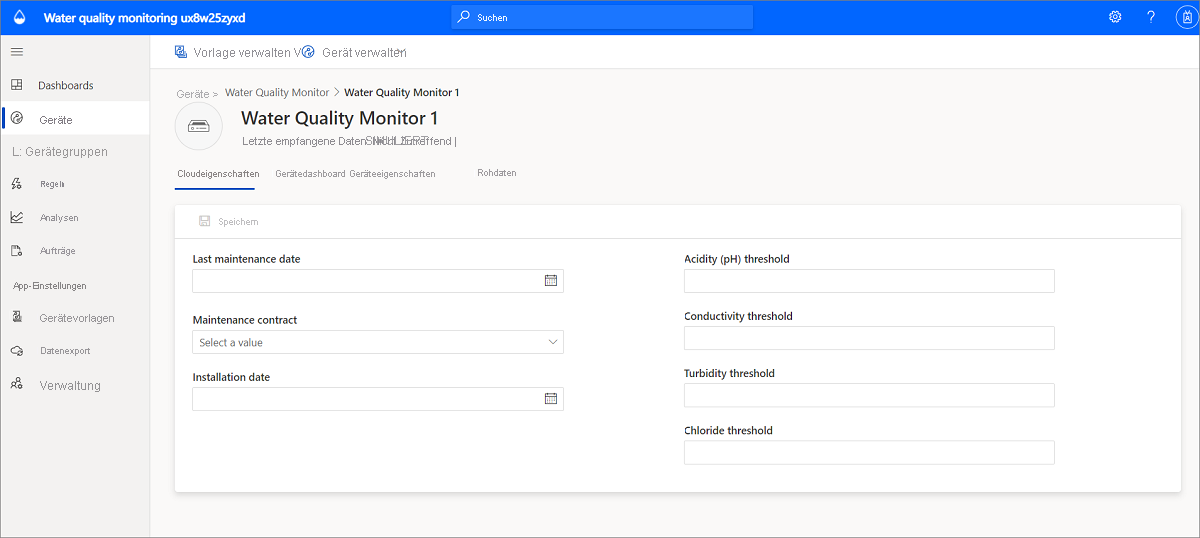 Water quality monitoring ux8w25zyxd
Suchen
Vorlage verwalten V
Gerät verwalten
Dashboards
Geräte
L: Gerätegruppen
Regeln
Analysen
Aufträge
App-Einstellungen
Gerätevorlagen
Datenexport
Verwaltung
Geräte > Water Quality Monitor > Water Quality Monitor 1
Water Quality Monitor 1
Letzte empfangene Daten
Cloudeigenschaften Gerätedashboard Geräteeigenschaften Rohdaten
Speichern
Last maintenance date
Maintenance contract
Select a value
Installation date
Acidity (pH) threshold
Conductivity threshold
Turbidity threshold
Chloride threshold